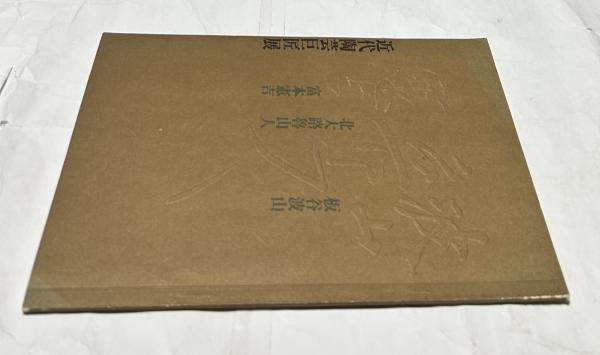 近代陶芸巨匠展
富本憲吉
北大路魯山人
板谷波山